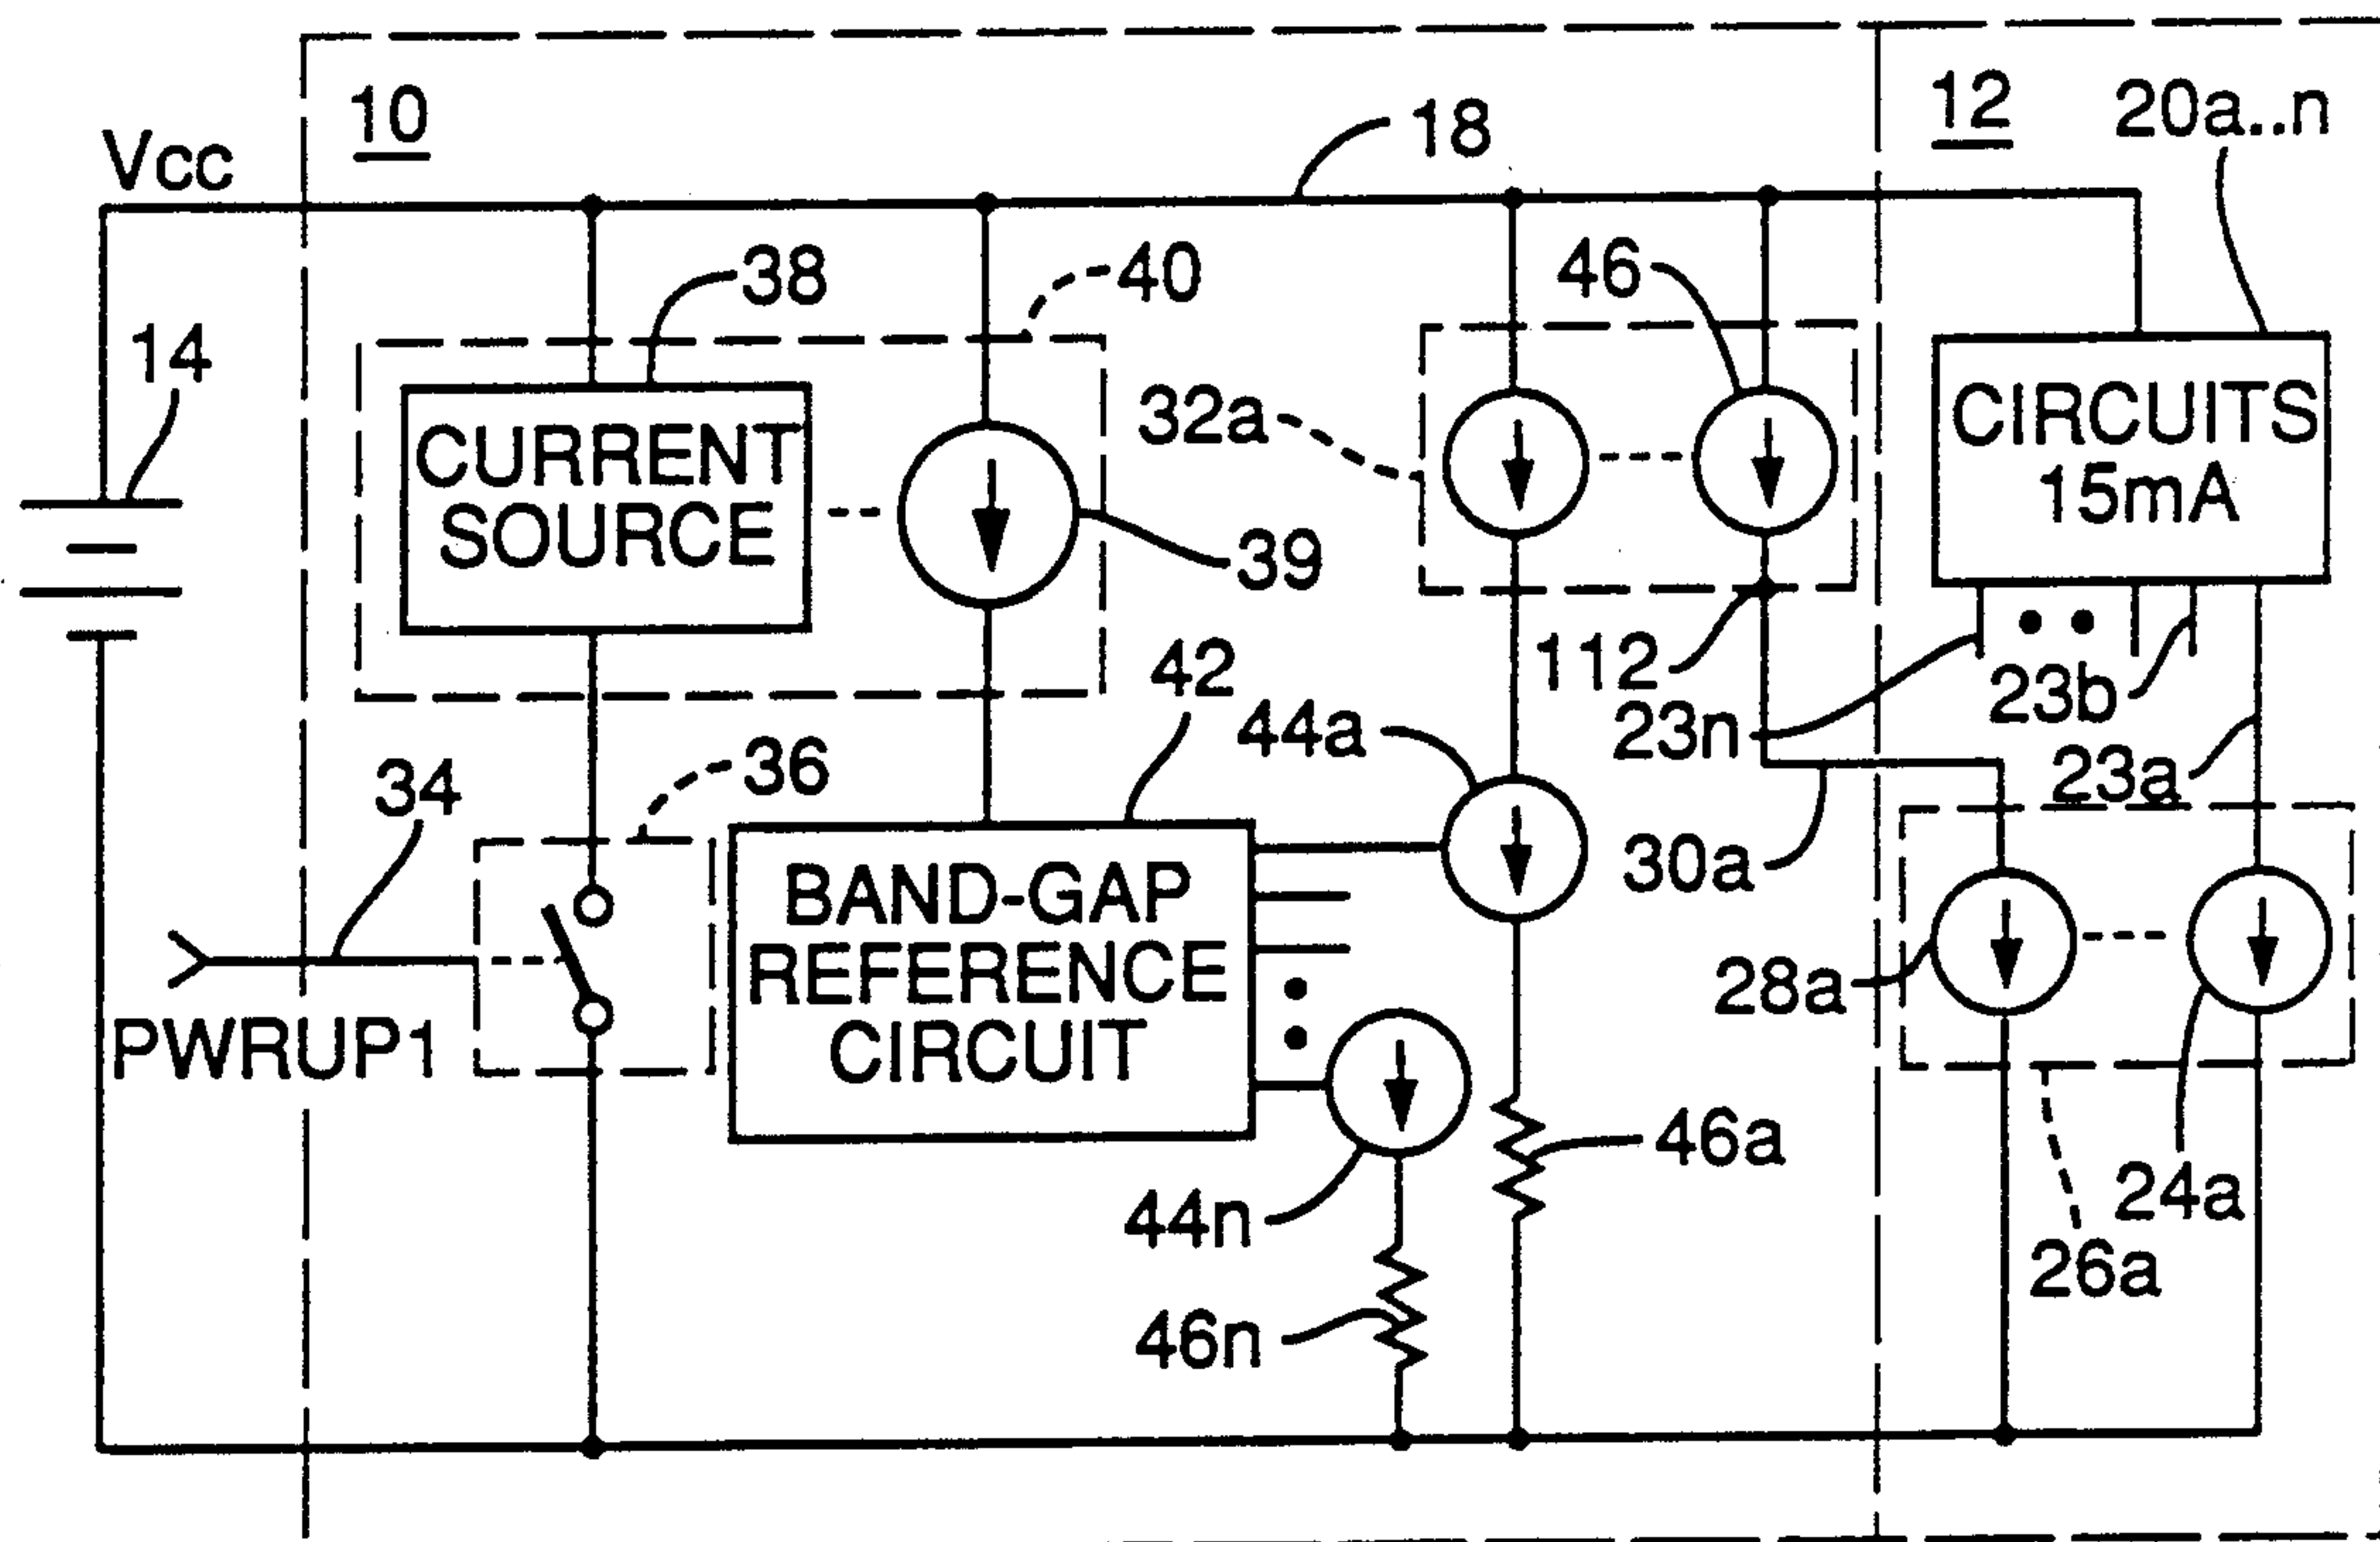 10
12
20a..n
18
Vcc
38
40
46
14
32a
CURRENT
SOURCE
CIRCUITS
15mA
39
112
42
23n
23b
44a
36
34
23a
30a
BAND-GAP
REFERENCE
CIRCUIT
28a
PWRUP1
46a
44n
24a
26a
46n